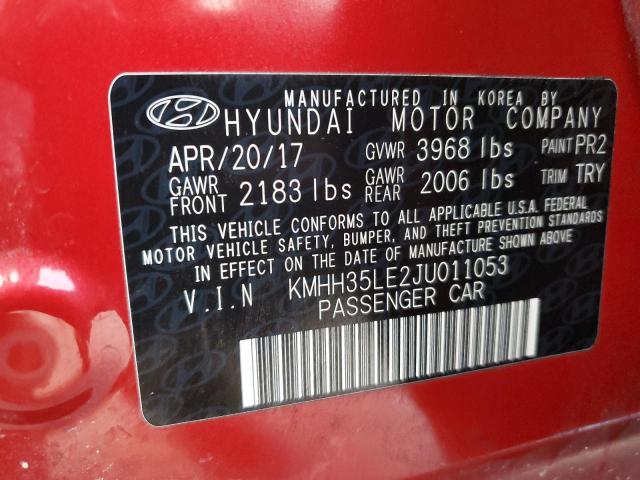 MANUFACTURED IN KOREA BY
HYUNDAI MOTOR COMPANY
APR/20/17 GVWR 3968 lbs PAINT PR2
GAWR FRONT 2183 lbs GAWR REAR 2006 lbs TRIM TRY
THIS VEHICLE CONFORMS TO ALL APPLICABLE U.S.A. FEDERAL
MOTOR VEHICLE SAFETY, BUMPER, AND THEFT PREVENTION STANDARDS
IN EFFECT ON THE DATE OF MANUFACTURE SHOWN ABOVE
V.I.N KMHH35LE2JU011053
PASSENGER CAR